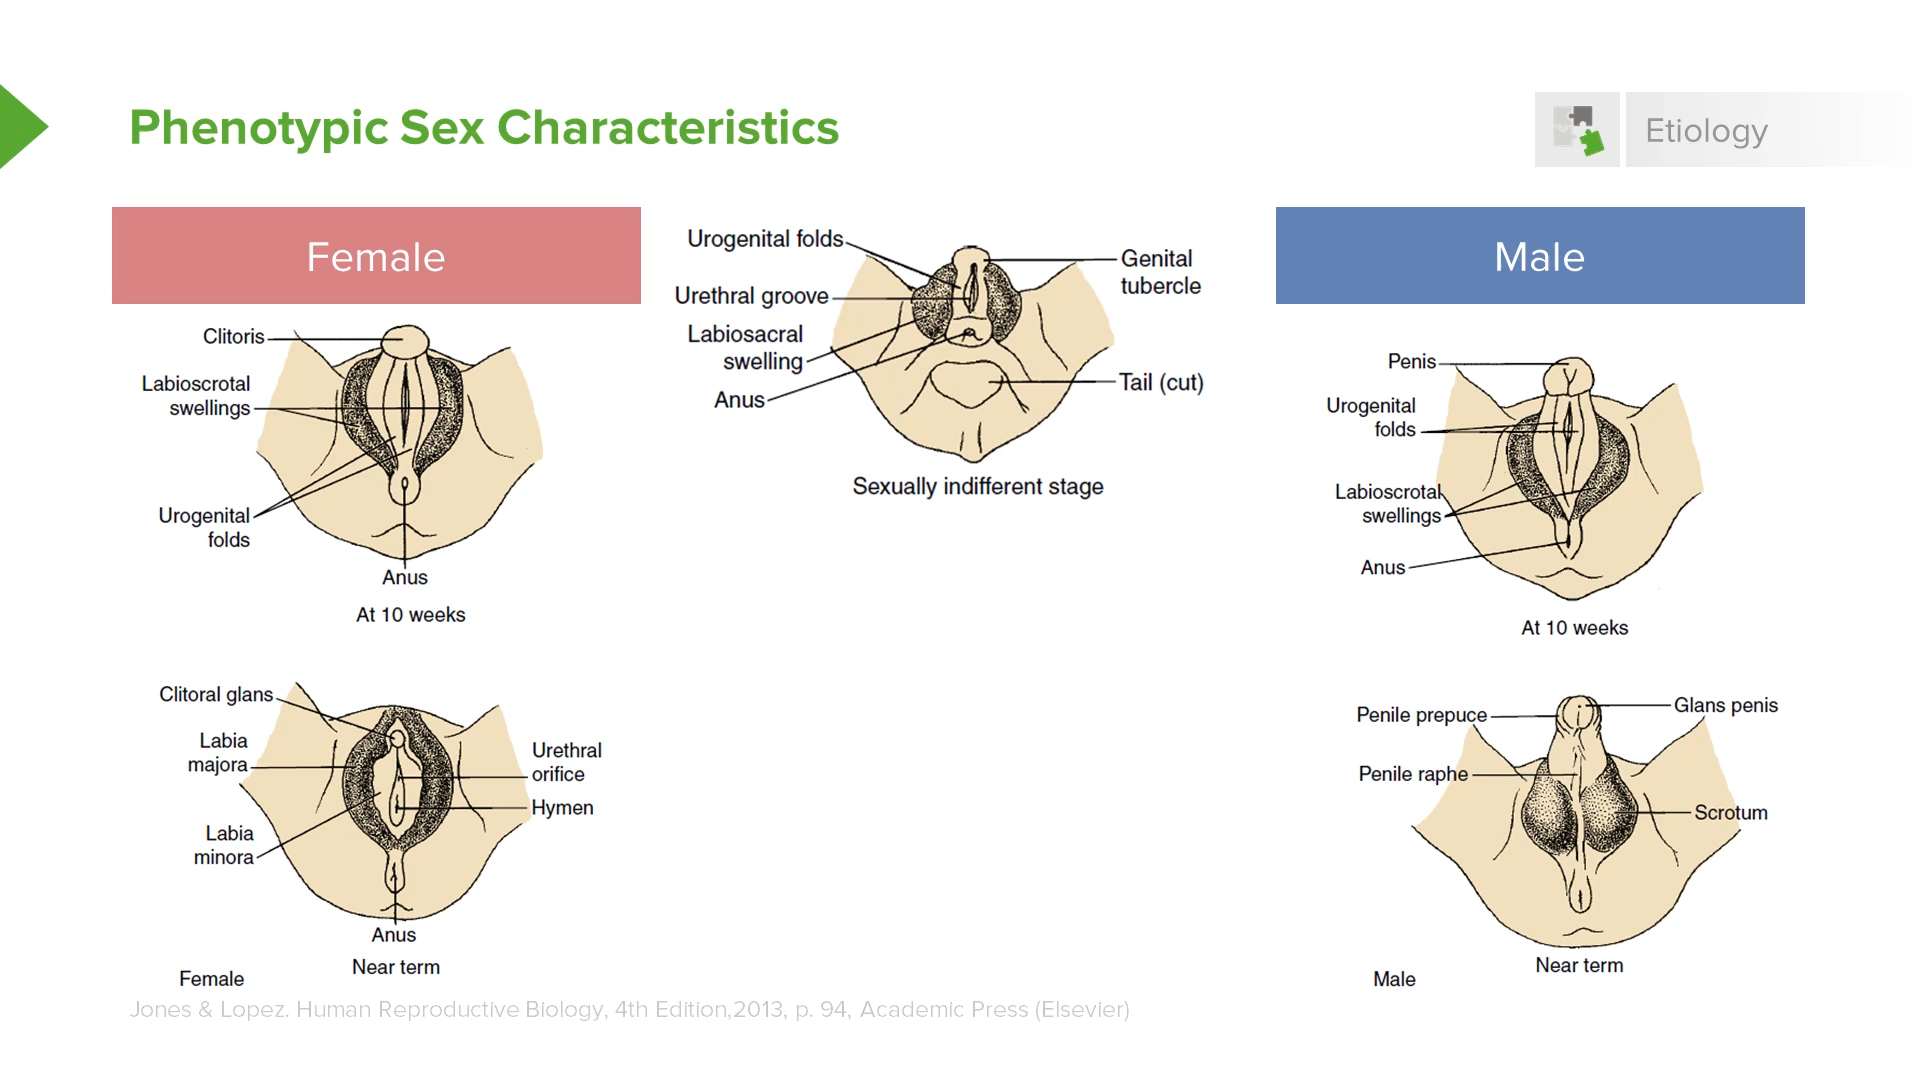 Phenotypic Sex Characteristics
Etiology
Female
Clitoris
Labioscrotal
swellings
Urogenital
folds
Anus
At 10 weeks
Clitoral glans
Labia
majora
Labia
minora
Urethral
orifice
Hymen
Anus
Near term
Female
Urogenital folds
Urethral groove
Labiosacral
swelling
Anus
Genital
tubercle
Tail (cut)
Sexually indifferent stage
Male
Penis
Urogenital
folds
Labioscrotal
swellings
Anus
At 10 weeks
Penile prepuce
Glans penis
Penile raphe
Scrotum
Near term
Male
Jones & Lopez. Human Reproductive Biology, 4th Edition,2013, p. 94, Academic Press (Elsevier)